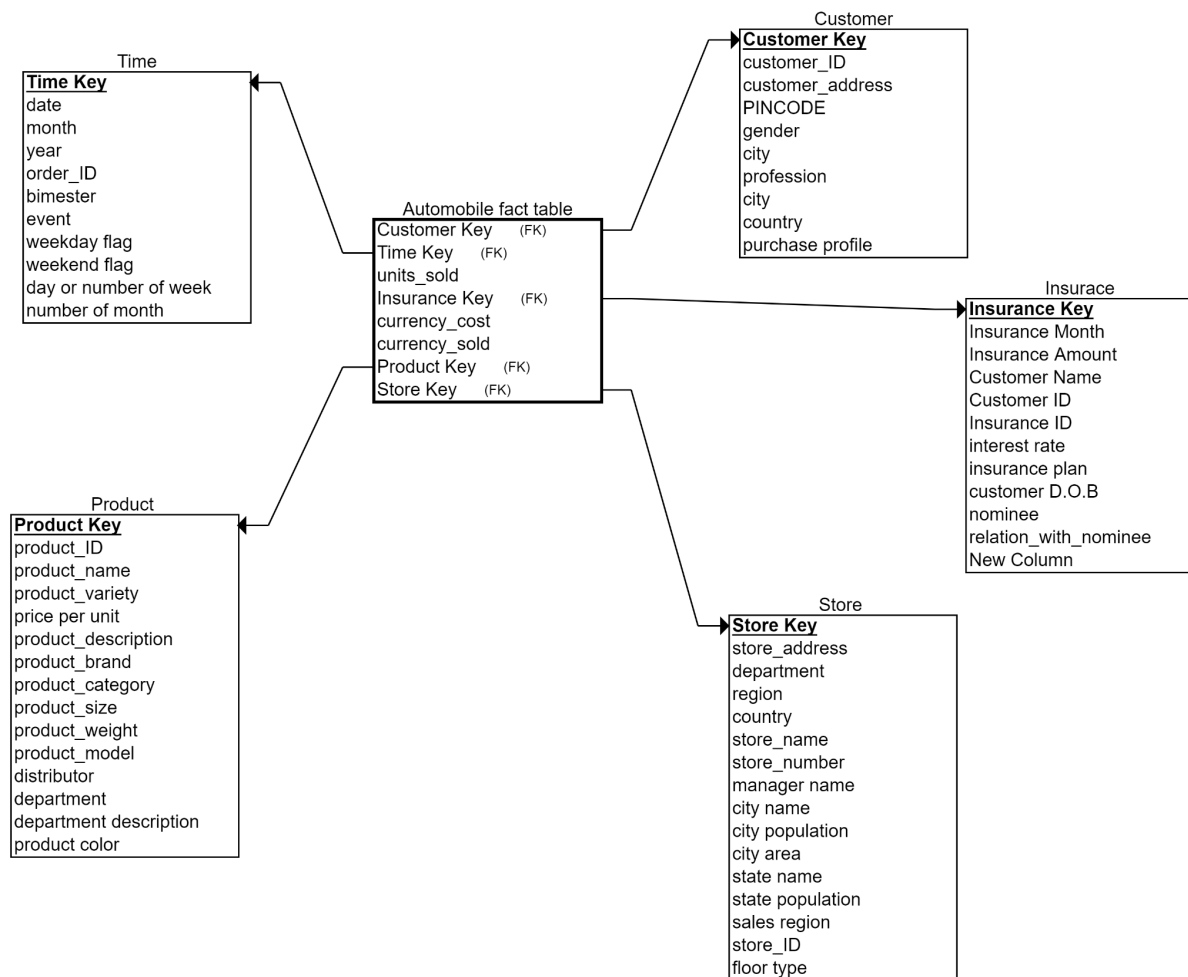 Customer
Customer Key
customer_ID
customer_address
PINCODE
gender
city
profession
city
country
purchase profile
Time
Time Key
date
month
year
order_ID
bimester
event
weekday flag
weekend flag
day or number of week
number of month
Automobile fact table
Customer Key (FK)
Time Key (FK)
units_sold
Insurance Key (FK)
currency_cost
currency_sold
Product Key (FK)
Store Key (FK)
Insurace
Insurance Key
Insurance Month
Insurance Amount
Customer Name
Customer ID
Insurance ID
interest rate
insurance plan
customer D.O.B
nominee
relation_with_nominee
New Column
Product
Product Key
product_ID
product_name
product_variety
price per unit
product_description
product_brand
product_category
product_size
product_weight
product_model
distributor
department
department description
product color
Store
Store Key
store_address
department
region
country
store_name
store_number
manager name
city name
city population
city area
state name
state population
sales region
store_ID
floor type